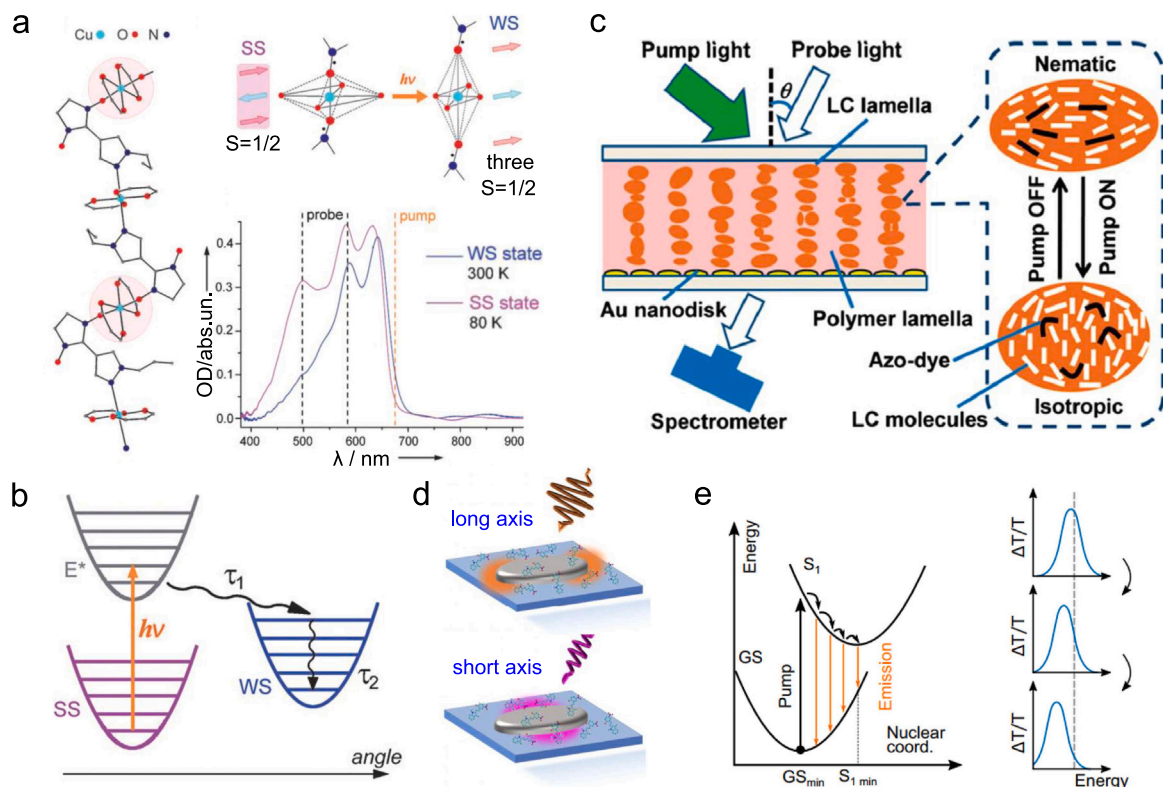 a
Cu O N
SS
S=1/2
hν
WS
three
S=1/2
OD/abs.un.
0.4
0.3
0.2
0.1
0.0
probe
pump
WS state
300 K
SS state
80 K
400 500 600 700 800 900
λ / nm
b
E*
hν
SS
τ1
WS
τ2
angle
c
Pump light
Probe light
θ
LC lamella
Au nanodisk
Polymer lamella
Spectrometer
Nematic
Pump OFF
Pump ON
Azo-dye
LC molecules
Isotropic
d
long axis
short axis
e
Energy
S1
GS
Pump
Emission
Nuclear
coord.
GSmin
S1 min
ΔT/T
ΔT/T
ΔT/T
Energy